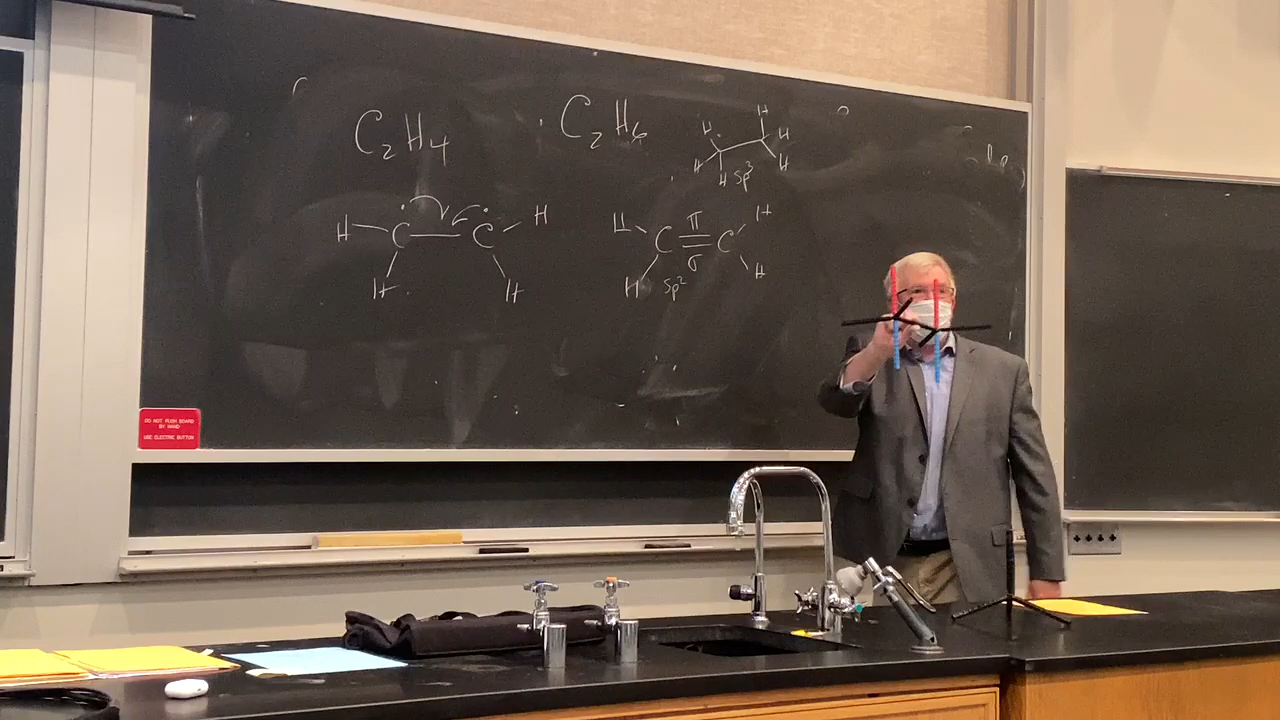 C₂H₄
C₂H₆
H H
H H
H H
sp³
H C — C H
H H
H C π C H
σ
H sp² H
DO NOT PUSH BOARD
BY HAND
USE ELECTRIC BUTTON